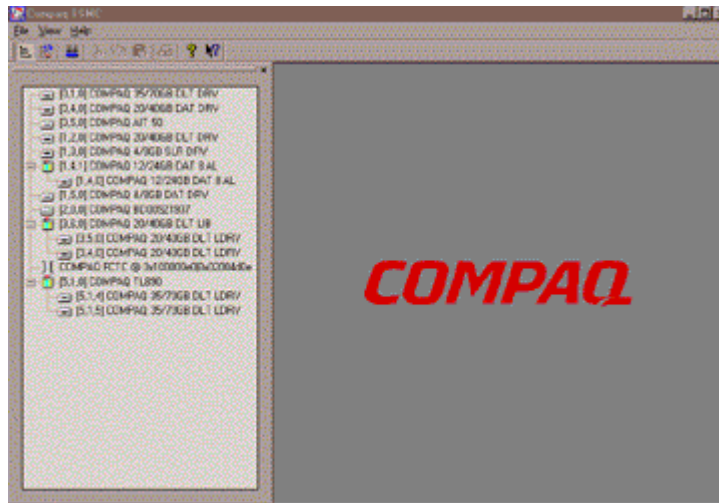 Compaq
File View Help
[3,1,0] COMPAQ 35/70GB DLT DRV
[3,4,0] COMPAQ 20/40GB DAT DRV
[3,5,0] COMPAQ AIT 50
[1,2,0] COMPAQ 20/40GB DLT DRV
[1,3,0] COMPAQ 4/8GB SLR DRV
[1,4,1] COMPAQ 12/24GB DAT 8 AL
[1,4,0] COMPAQ 12/24GB DAT 8 AL
[1,5,0] COMPAQ 4/8GB DAT DRV
[2,0,0] COMPAQ
[3,6,0] COMPAQ 20/40GB DLT LIB
[3,5,0] COMPAQ 20/40GB DLT LDRV
[3,4,0] COMPAQ 20/40GB DLT LDRV
COMPAQ FCTC @
[5,1,0] COMPAQ TL890
[5,1,4] COMPAQ 35/70GB DLT LDRV
[5,1,5] COMPAQ 35/70GB DLT LDRV
COMPAQ